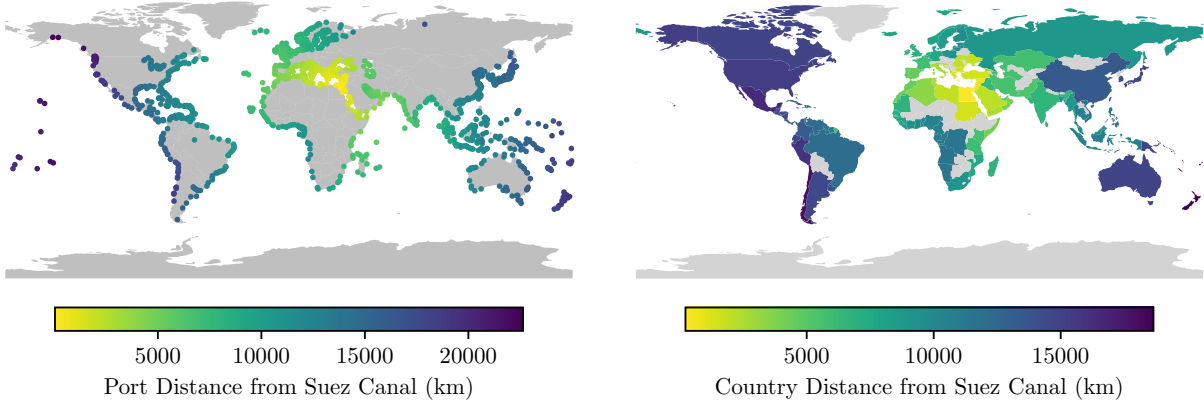 5000 10000 15000 20000
Port Distance from Suez Canal (km)
5000 10000 15000
Country Distance from Suez Canal (km)